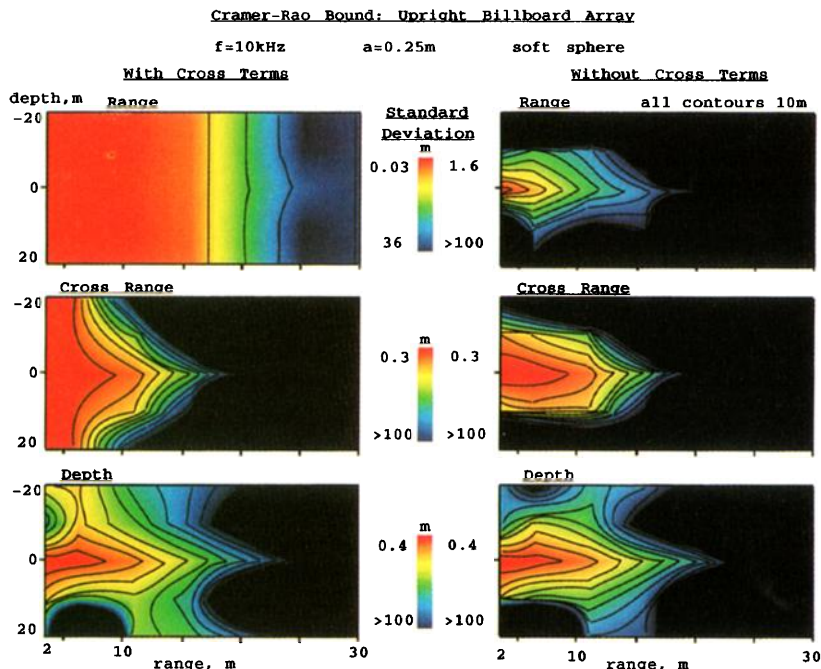 Cramer-Rao Bound: Upright Billboard Array
f=10kHz a=0.25m soft sphere
With Cross Terms Without Cross Terms
depth,m Range Standard Deviation Range all contours 10m
m
-20 0.03 1.6
0
20 36 >100
Cross Range Cross Range
-20 m
0 0.3 0.3
20 >100 >100
Depth Depth
-20 m
0 0.4 0.4
20 >100 >100
2 10 30 2 10 30
range, m range, m